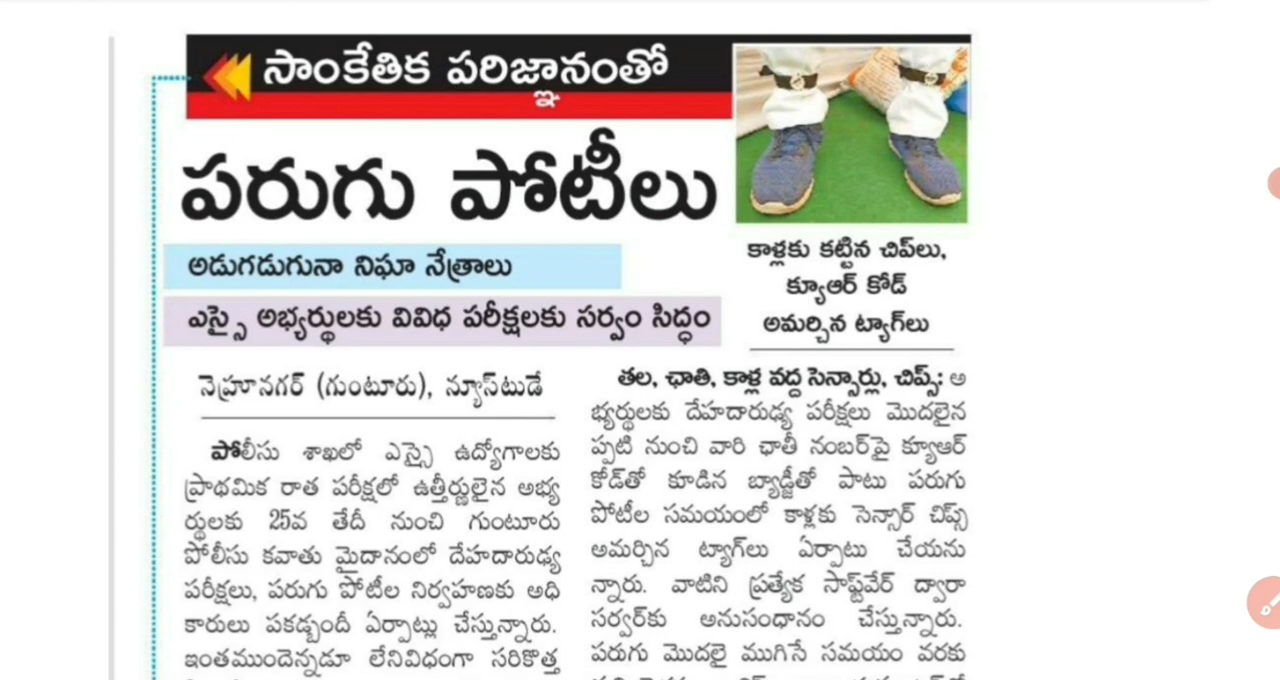 సాంకేతిక పరిజ్ఞానంతో
పరుగు పోటీలు
అడుగడుగునా నిఘా నేత్రాలు
ఎస్సై అభ్యర్థులకు వివిధ పరీక్షలకు సర్వం సిద్ధం
కాళ్లకు కట్టిన చిప్‌లు,
క్యూఆర్ కోడ్
అమర్చిన ట్యాగ్‌లు
నెహ్రూనగర్ (గుంటూరు), న్యూస్‌టుడే
పోలీసు శాఖలో ఎస్సై ఉద్యోగాలకు
ప్రాథమిక రాత పరీక్షలో ఉత్తీర్ణులైన అభ్య
ర్థులకు 25వ తేదీ నుంచి గుంటూరు
పోలీసు కవాతు మైదానంలో దేహదారుఢ్య
పరీక్షలు, పరుగు పోటీల నిర్వహణకు అధి
కారులు పకడ్బందీ ఏర్పాట్లు చేస్తున్నారు.
ఇంతముందెన్నడూ లేనివిధంగా సరికొత్త
తల, ఛాతి, కాళ్ల వద్ద సెన్సార్లు, చిప్స్: అ
భ్యర్థులకు దేహదారుఢ్య పరీక్షలు మొదలైన
ప్పటి నుంచి వారి ఛాతీ నంబర్‌పై క్యూఆర్
కోడ్‌తో కూడిన బ్యాడ్జీతో పాటు పరుగు
పోటీల సమయంలో కాళ్లకు సెన్సార్ చిప్స్
అమర్చిన ట్యాగ్‌లు ఏర్పాటు చేయను
న్నారు. వాటిని ప్రత్యేక సాఫ్ట్‌వేర్ ద్వారా
సర్వర్‌కు అనుసంధానం చేస్తున్నారు.
పరుగు మొదలై ముగిసే సమయం వరకు